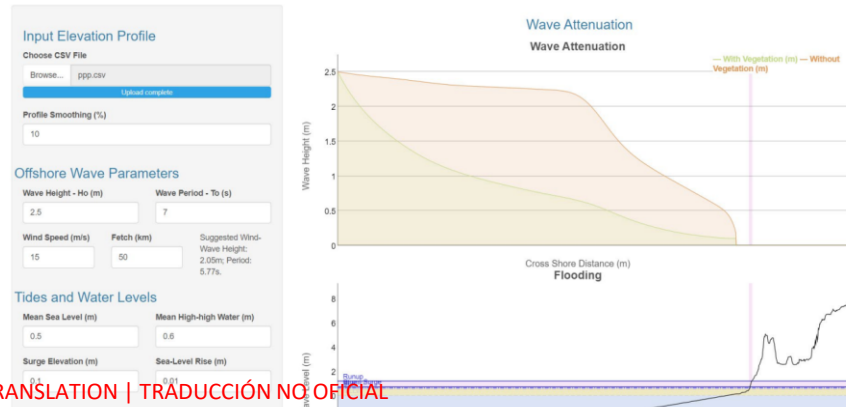 Input Elevation Profile
Choose CSV File
Browse... ppp.csv
Upload complete
Profile Smoothing (%)
10
Offshore Wave Parameters
Wave Height - Ho (m) Wave Period - To (s)
2.5 7
Wind Speed (m/s) Fetch (km) Suggested Wind-
Wave Height:
2.05m; Period:
5.77s.
15 50
Tides and Water Levels
Mean Sea Level (m) Mean High-high Water (m)
0.5 0.6
Surge Elevation (m) Sea-Level Rise (m)
0.1 0.01
RANSLATION | TRADUCCIÓN NO OFICIAL
Wave Attenuation
Wave Attenuation
— With Vegetation (m) — Without
Vegetation (m)
Wave Height (m)
2.5
2
1.5
1
0.5
0
Cross Shore Distance (m)
Flooding
Level (m)
8
6
4
2
Runup
Surge